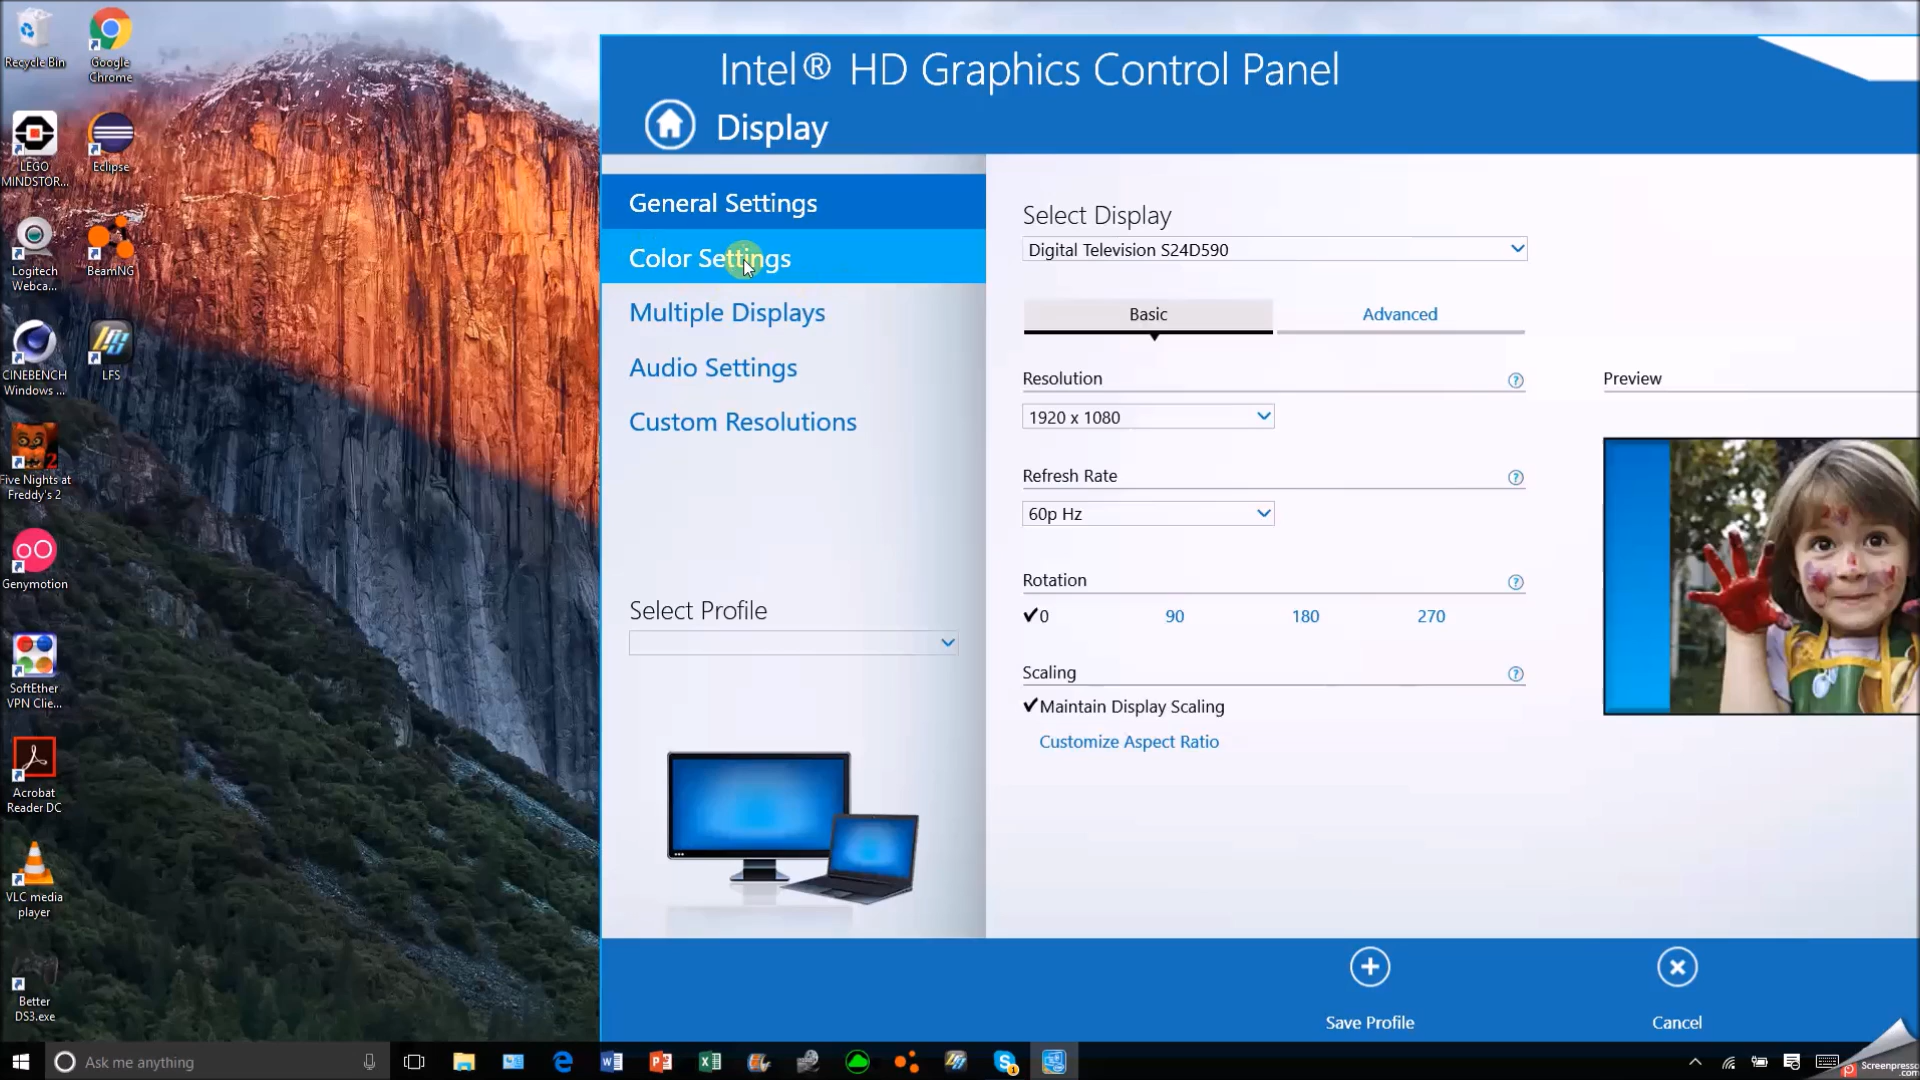 Recycle Bin
Google
Chrome
LEGO
MINDSTOR...
Eclipse
Logitech
Webca...
BeamNG
CINEBENCH
Windows ...
LFS
2
Five Nights at
Freddy's 2
Genymotion
SoftEther
VPN Clie...
Acrobat
Reader DC
VLC media
player
Better
DS3.exe
Intel® HD Graphics Control Panel
Display
General Settings
Color Settings
Multiple Displays
Audio Settings
Custom Resolutions
Select Profile
Select Display
Digital Television S24D590
Basic
Advanced
Resolution
1920 x 1080
Refresh Rate
60p Hz
Rotation
0
90
180
270
Scaling
Maintain Display Scaling
Customize Aspect Ratio
Preview
Save Profile
Cancel
Ask me anything
Screenpresso
.com